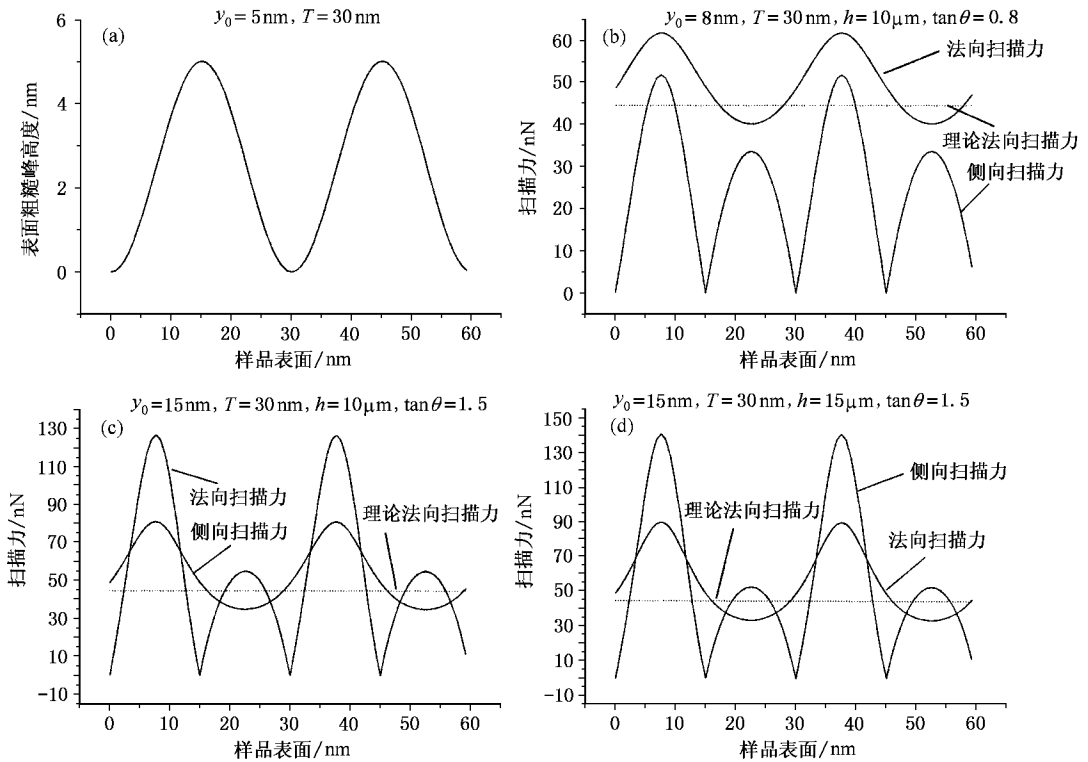 y₀=5nm, T=30nm
(a)
表面粗糙峰高度/nm
6
4
2
0
0 10 20 30 40 50 60
样品表面/nm
y₀=8nm, T=30nm, h=10μm, tanθ=0.8
(b)
扫描力/nN
60
50
40
30
20
10
0
法向扫描力
理论法向扫描力
侧向扫描力
0 10 20 30 40 50 60
样品表面/nm
y₀=15nm, T=30nm, h=10μm, tanθ=1.5
(c)
扫描力/nN
130
110
90
70
50
30
10
-10
法向扫描力
侧向扫描力
理论法向扫描力
0 10 20 30 40 50 60
样品表面/nm
y₀=15nm, T=30nm, h=15μm, tanθ=1.5
(d)
扫描力/nN
150
130
110
90
70
50
30
10
-10
侧向扫描力
理论法向扫描力
法向扫描力
0 10 20 30 40 50 60
样品表面/nm